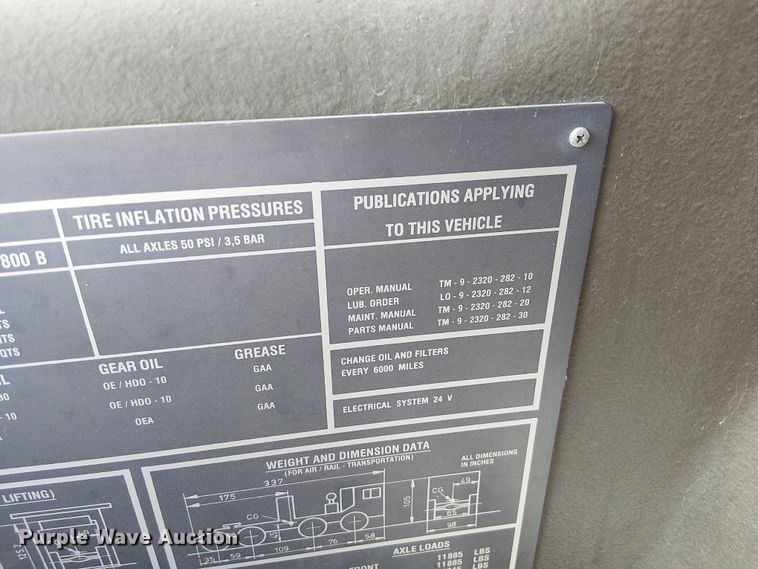 TIRE INFLATION PRESSURES
800 B
ALL AXLES 50 PSI / 3,5 BAR
PUBLICATIONS APPLYING
TO THIS VEHICLE
OPER. MANUAL TM - 9 - 2320 - 282 - 10
LUB. ORDER LO - 9 - 2320 - 282 - 12
MAINT. MANUAL TM - 9 - 2320 - 282 - 20
PARTS MANUAL TM - 9 - 2320 - 282 - 30
QTS
GEAR OIL GREASE
OE / HDO - 10 GAA
OE / HDO - 10 GAA
OEA GAA
CHANGE OIL AND FILTERS
EVERY 6000 MILES
ELECTRICAL SYSTEM 24 V
WEIGHT AND DIMENSION DATA
(FOR AIR / RAIL - TRANSPORTATION)
ALL DIMENSIONS
IN INCHES
LIFTING)
337
175
105
CG
49
CG
65
98
35 59 109 76 58
AXLE LOADS
FRONT 11885 LBS
11885 LBS
LBS
Purple Wave Auction